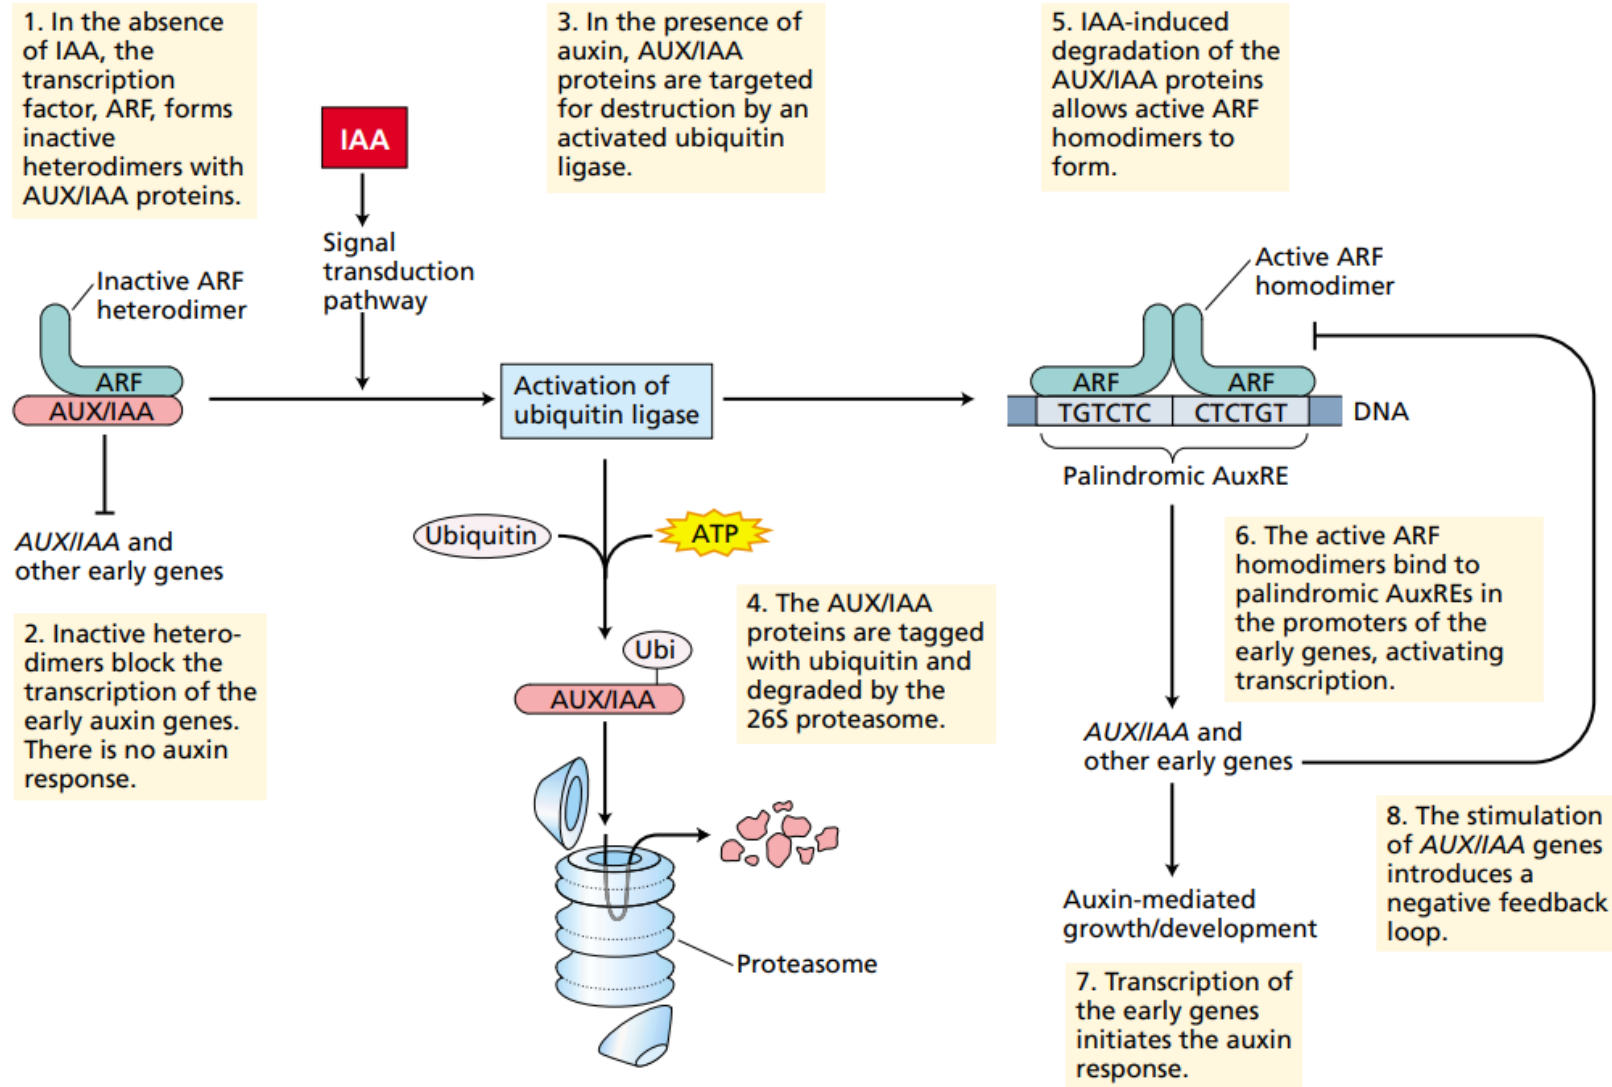 1. In the absence
of IAA, the
transcription
factor, ARF, forms
inactive
heterodimers with
AUX/IAA proteins.
IAA
Signal
transduction
pathway
3. In the presence of
auxin, AUX/IAA
proteins are targeted
for destruction by an
activated ubiquitin
ligase.
5. IAA-induced
degradation of the
AUX/IAA proteins
allows active ARF
homodimers to
form.
Inactive ARF
heterodimer
ARF
AUX/IAA
AUX/IAA and
other early genes
2. Inactive hetero-
dimers block the
transcription of the
early auxin genes.
There is no auxin
response.
Activation of
ubiquitin ligase
Ubiquitin
ATP
Ubi
AUX/IAA
4. The AUX/IAA
proteins are tagged
with ubiquitin and
degraded by the
26S proteasome.
Proteasome
Active ARF
homodimer
ARF
ARF
TGTCTC
CTCTGT
DNA
Palindromic AuxRE
6. The active ARF
homodimers bind to
palindromic AuxREs in
the promoters of the
early genes, activating
transcription.
AUX/IAA and
other early genes
8. The stimulation
of AUX/IAA genes
introduces a
negative feedback
loop.
Auxin-mediated
growth/development
7. Transcription of
the early genes
initiates the auxin
response.